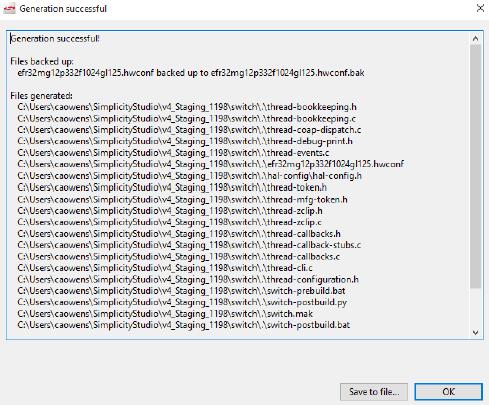 Generation successful
Generation successful!
Files backed up:
efr32mg12p332f1024gl125.hwconf backed up to efr32mg12p332f1024gl125.hwconf.bak
Files generated:
C:\Users\caowens\SimplicityStudio\v4_Staging_1198\switch\.\thread-bookkeeping.h
C:\Users\caowens\SimplicityStudio\v4_Staging_1198\switch\.\thread-bookkeeping.c
C:\Users\caowens\SimplicityStudio\v4_Staging_1198\switch\.\thread-coap-dispatch.c
C:\Users\caowens\SimplicityStudio\v4_Staging_1198\switch\.\thread-debug-print.h
C:\Users\caowens\SimplicityStudio\v4_Staging_1198\switch\.\thread-events.c
C:\Users\caowens\SimplicityStudio\v4_Staging_1198\switch\.\efr32mg12p332f1024gl125.hwconf
C:\Users\caowens\SimplicityStudio\v4_Staging_1198\switch\.\hal-config\hal-config.h
C:\Users\caowens\SimplicityStudio\v4_Staging_1198\switch\.\thread-token.h
C:\Users\caowens\SimplicityStudio\v4_Staging_1198\switch\.\thread-mfg-token.h
C:\Users\caowens\SimplicityStudio\v4_Staging_1198\switch\.\thread-zclip.h
C:\Users\caowens\SimplicityStudio\v4_Staging_1198\switch\.\thread-zclip.c
C:\Users\caowens\SimplicityStudio\v4_Staging_1198\switch\.\thread-callbacks.h
C:\Users\caowens\SimplicityStudio\v4_Staging_1198\switch\.\thread-callback-stubs.c
C:\Users\caowens\SimplicityStudio\v4_Staging_1198\switch\.\thread-callbacks.c
C:\Users\caowens\SimplicityStudio\v4_Staging_1198\switch\.\thread-cli.c
C:\Users\caowens\SimplicityStudio\v4_Staging_1198\switch\.\thread-configuration.h
C:\Users\caowens\SimplicityStudio\v4_Staging_1198\switch\.\switch-prebuild.bat
C:\Users\caowens\SimplicityStudio\v4_Staging_1198\switch\.\switch-postbuild.py
C:\Users\caowens\SimplicityStudio\v4_Staging_1198\switch\.\switch.mak
C:\Users\caowens\SimplicityStudio\v4_Staging_1198\switch\.\switch-postbuild.bat
Save to file...
OK